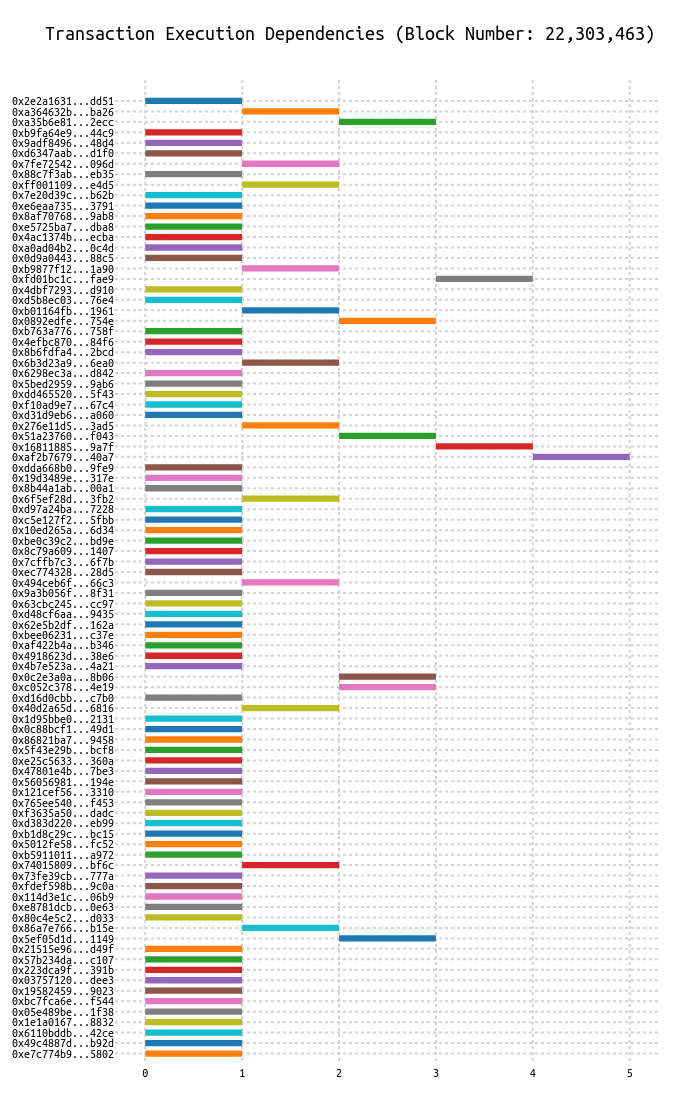 Transaction Execution Dependencies (Block Number: 22,303,463)
0x2e2a1631...dd51
0xa364632b...ba26
0xa35b6e81...2ecc
0xb9fa64e9...44c9
0x9adf8496...48d4
0xd6347aab...d1f0
0x7fe72542...096d
0x88c7f3ab...eb35
0xff001109...e4d5
0x7e20d39c...b62b
0xe6eaa735...3791
0x8af70768...9ab8
0xe5725ba7...dba8
0x4ac1374b...ecba
0xa0ad04b2...0c4d
0x0d9a0443...88c5
0xb9877f12...1a90
0xfd01bc1c...fae9
0x4dbf7293...d910
0xd5b8ec03...76e4
0xb01164fb...1961
0x0892edfe...754e
0xb763a776...758f
0x4efbc870...84f6
0x8b6fdfa4...2bcd
0x6b3d23a9...6ea0
0x6298ec3a...d842
0x5bed2959...9ab6
0xdd465520...5f43
0xf10ad9e7...67c4
0xd31d9eb6...a060
0x276e11d5...3ad5
0x51a23760...f043
0x16811885...9a7f
0xaf2b7679...40a7
0xdda668b0...9fe9
0x19d3489e...317e
0x8b44a1ab...00a1
0x6f5ef28d...3fb2
0xd97a24ba...7228
0xc5e127f2...5fbb
0x10ed265a...6d34
0xbe0c39c2...bd9e
0x8c79a609...1407
0x7cffb7c3...6f7b
0xec774328...28d5
0x494ceb6f...66c3
0x9a3b056f...8f31
0x63cbc245...cc97
0xd48cf6aa...9435
0x62e5b2df...162a
0xbee06231...c37e
0xaf422b4a...b346
0x4918623d...38e6
0x4b7e523a...4a21
0x0c2e3a0a...8b06
0xc052c378...4e19
0xd16d0cbb...c7b0
0x40d2a65d...6816
0x1d95bbe0...2131
0x0c88bcf1...49d1
0x86821ba7...9458
0x5f43e29b...bcf8
0xe25c5633...360a
0x47801e4b...7be3
0x56056981...194e
0x121cef56...3310
0x765ee540...f453
0xf3635a50...dadc
0xd383d220...eb99
0xb1d8c29c...bc15
0x5012fe58...fc52
0xb5911011...a972
0x74015809...bf6c
0x73fe39cb...777a
0xfdef598b...9c0a
0x114d3e1c...06b9
0xe8781dcb...0e63
0x80c4e5c2...d033
0x86a7e766...b15e
0x5ef05d1d...1149
0x21515e96...d49f
0x57b234da...c107
0x223dca9f...391b
0x03757120...dee3
0x19582459...9023
0xbc7fca6e...f544
0x05e489be...1f38
0x1e1a0167...8832
0x6110bddb...42ce
0x49c4887d...b92d
0xe7c774b9...5802
0 1 2 3 4 5